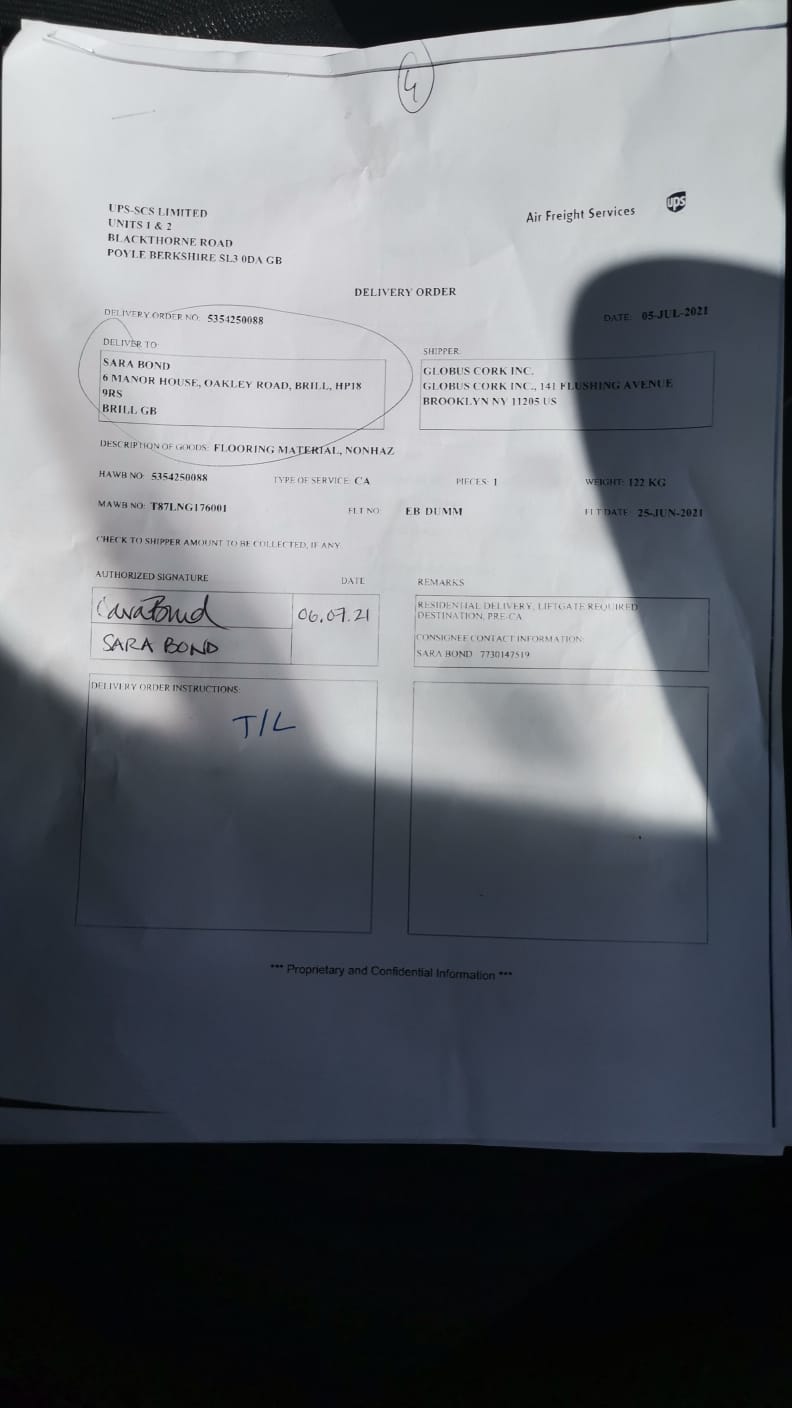 4
UPS-SCS LIMITED
UNITS 1 & 2
BLACKTHORNE ROAD
POYLE BERKSHIRE SL3 0DA GB
Air Freight Services
ups
DELIVERY ORDER
DELIVERY ORDER NO: 5354250088
DATE: 05-JUL-2021
DELIVER TO
SARA BOND
6 MANOR HOUSE, OAKLEY ROAD, BRILL, HP18
9RS
BRILL GB
SHIPPER:
GLOBUS CORK INC.
GLOBUS CORK INC., 141 FLUSHING AVENUE
BROOKLYN NY 11205 US
DESCRIPTION OF GOODS: FLOORING MATERIAL, NONHAZ
HAWB NO: 5354250088 TYPE OF SERVICE: CA PIECES: 1 WEIGHT: 122 KG
MAWB NO: T87LNG176001 FLT NO: EB DUMM FLT DATE: 25-JUN-2021
CHECK TO SHIPPER AMOUNT TO BE COLLECTED, IF ANY:
AUTHORIZED SIGNATURE DATE
Sara Bond 06.07.21
SARA BOND
REMARKS
RESIDENTIAL DELIVERY, LIFTGATE REQUIRED
DESTINATION, PRE-CA
CONSIGNEE CONTACT INFORMATION:
SARA BOND 7730147519
DELIVERY ORDER INSTRUCTIONS:
T/L
*** Proprietary and Confidential Information ***